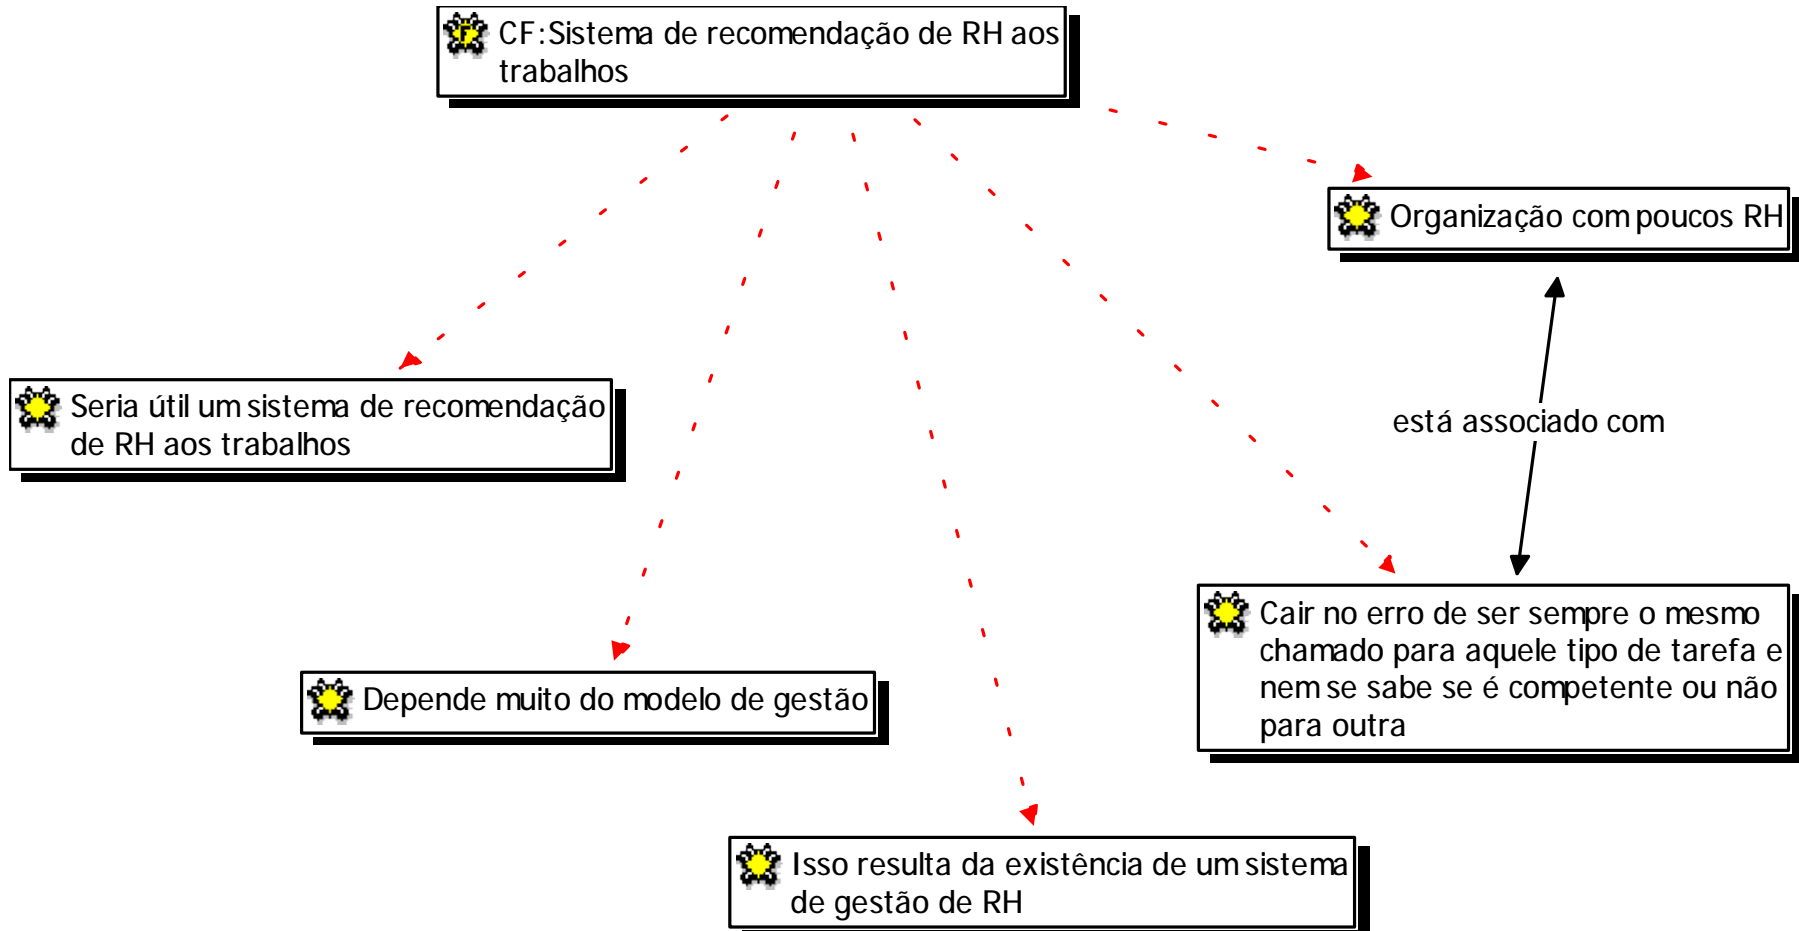 CF:Sistema de recomendação de RH aos
trabalhos
Organização com poucos RH
Seria útil um sistema de recomendação
de RH aos trabalhos
está associado com
Cair no erro de ser sempre o mesmo
chamado para aquele tipo de tarefa e
nem se sabe se é competente ou não
para outra
Depende muito do modelo de gestão
Isso resulta da existência de um sistema
de gestão de RH